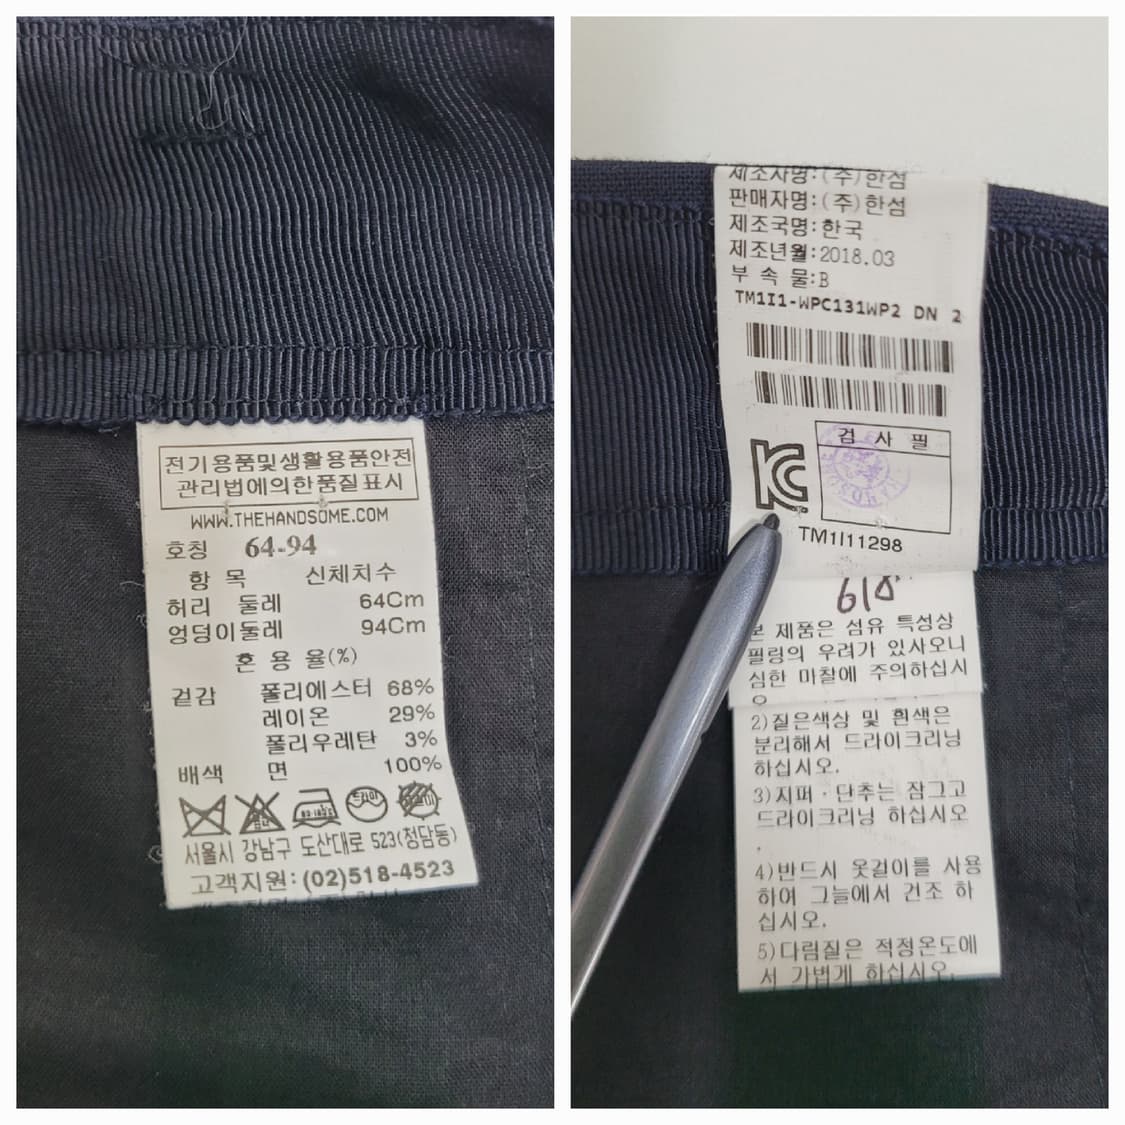 전기용품및생활용품안전
관리법에의한품질표시
WWW.THEHANDSOME.COM
호칭 64-94
항 목 신체치수
허리 둘레 64Cm
엉덩이둘레 94Cm
혼 용 율(%)
겉감 폴리에스터 68%
레이온 29%
폴리우레탄 3%
배색 면 100%
드라이
서울시 강남구 도산대로 523(청담동)
고객지원: (02)518-4523
제조자명:(주)한섬
판매자명:(주)한섬
제조국명:한국
제조년월:2018.03
부 속 물:B
TM1I1-WPC131WP2 DN 2
검 사 필
KC
TM1I11298
본 제품은 섬유 특성상
필링의 우려가 있사오니
심한 마찰에 주의하십시
오
2)짙은색상 및 흰색은
분리해서 드라이크리닝
하십시오.
3)지퍼·단추는 잠그고
드라이크리닝 하십시오
4)반드시 옷걸이를 사용
하여 그늘에서 건조 하
십시오.
5)다림질은 적정온도에
서 가볍게 하십시오.